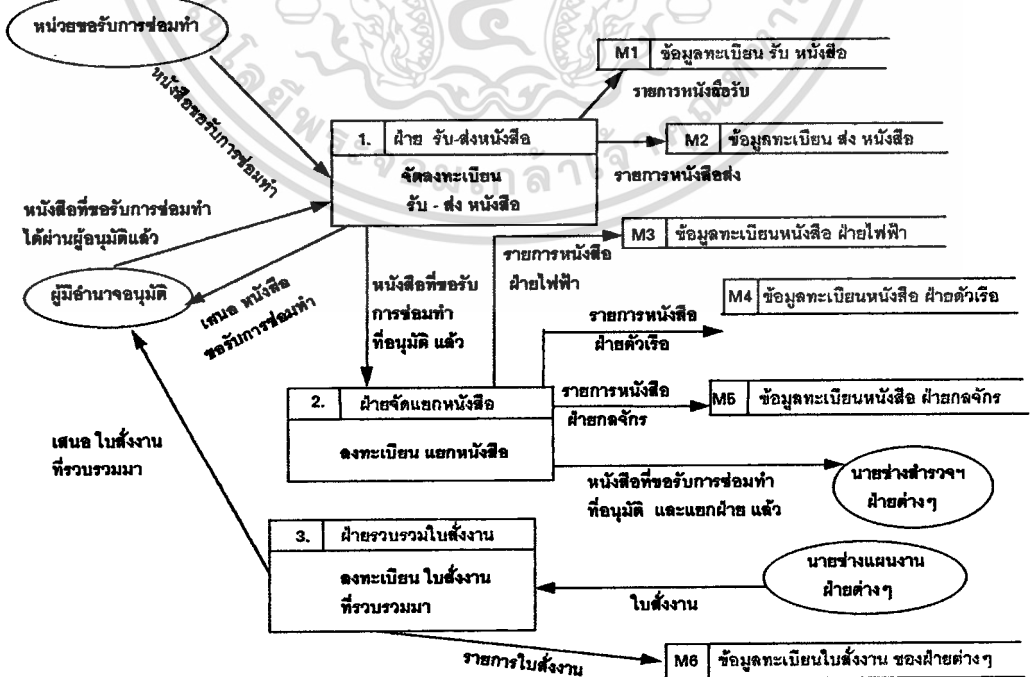 หน่วยขอรับการซ่อมทำ
หนังสือขอรับการซ่อมทำ
M1 ข้อมูลทะเบียน รับ หนังสือ
รายการหนังสือรับ
1. ฝ่าย รับ-ส่งหนังสือ
จัดลงทะเบียน
รับ - ส่ง หนังสือ
M2 ข้อมูลทะเบียน ส่ง หนังสือ
รายการหนังสือส่ง
หนังสือที่ขอรับการซ่อมทำ
ได้ผ่านผู้อนุมัติแล้ว
M3 ข้อมูลทะเบียนหนังสือ ฝ่ายไฟฟ้า
รายการหนังสือ
ฝ่ายไฟฟ้า
ผู้มีอำนาจอนุมัติ
เสนอ หนังสือ
ขอรับการซ่อมทำ
หนังสือที่ขอรับ
การซ่อมทำ
ที่อนุมัติ แล้ว
M4 ข้อมูลทะเบียนหนังสือ ฝ่ายตัวเรือ
รายการหนังสือ
ฝ่ายตัวเรือ
2. ฝ่ายจัดแยกหนังสือ
ลงทะเบียน แยกหนังสือ
รายการหนังสือ
ฝ่ายกลจักร
M5 ข้อมูลทะเบียนหนังสือ ฝ่ายกลจักร
เสนอ ใบสั่งงาน
ที่รวบรวมมา
หนังสือที่ขอรับการซ่อมทำ
ที่อนุมัติ และแยกฝ่าย แล้ว
นายช่างสำรวจฯ
ฝ่ายต่างๆ
3. ฝ่ายรวบรวมใบสั่งงาน
ลงทะเบียน ใบสั่งงาน
ที่รวบรวมมา
นายช่างแผนงาน
ฝ่ายต่างๆ
ใบสั่งงาน
รายการใบสั่งงาน
M6 ข้อมูลทะเบียนใบสั่งงาน ของฝ่ายต่างๆ